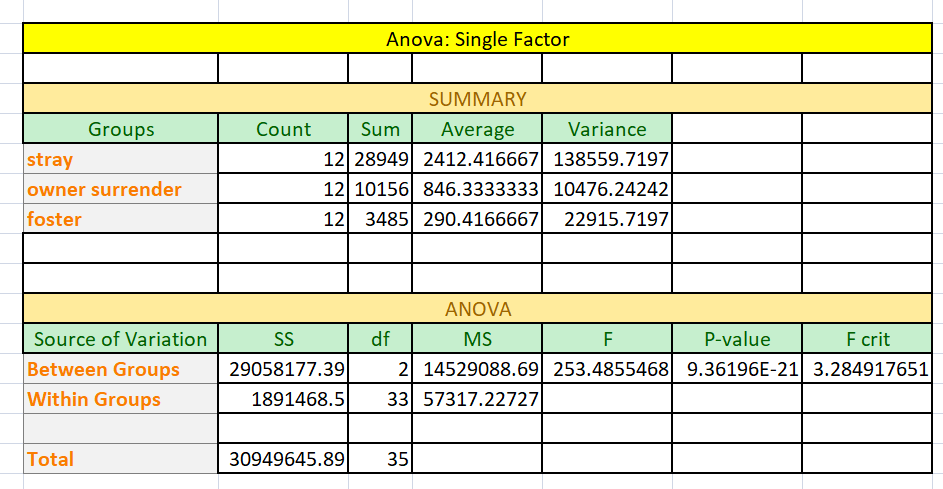 Anova: Single Factor
SUMMARY
Groups Count Sum Average Variance
stray 12 28949 2412.416667 138559.7197
owner surrender 12 10156 846.3333333 10476.24242
foster 12 3485 290.4166667 22915.7197
ANOVA
Source of Variation SS df MS F P-value F crit
Between Groups 29058177.39 2 14529088.69 253.4855468 9.36196E-21 3.284917651
Within Groups 1891468.5 33 57317.22727
Total 30949645.89 35